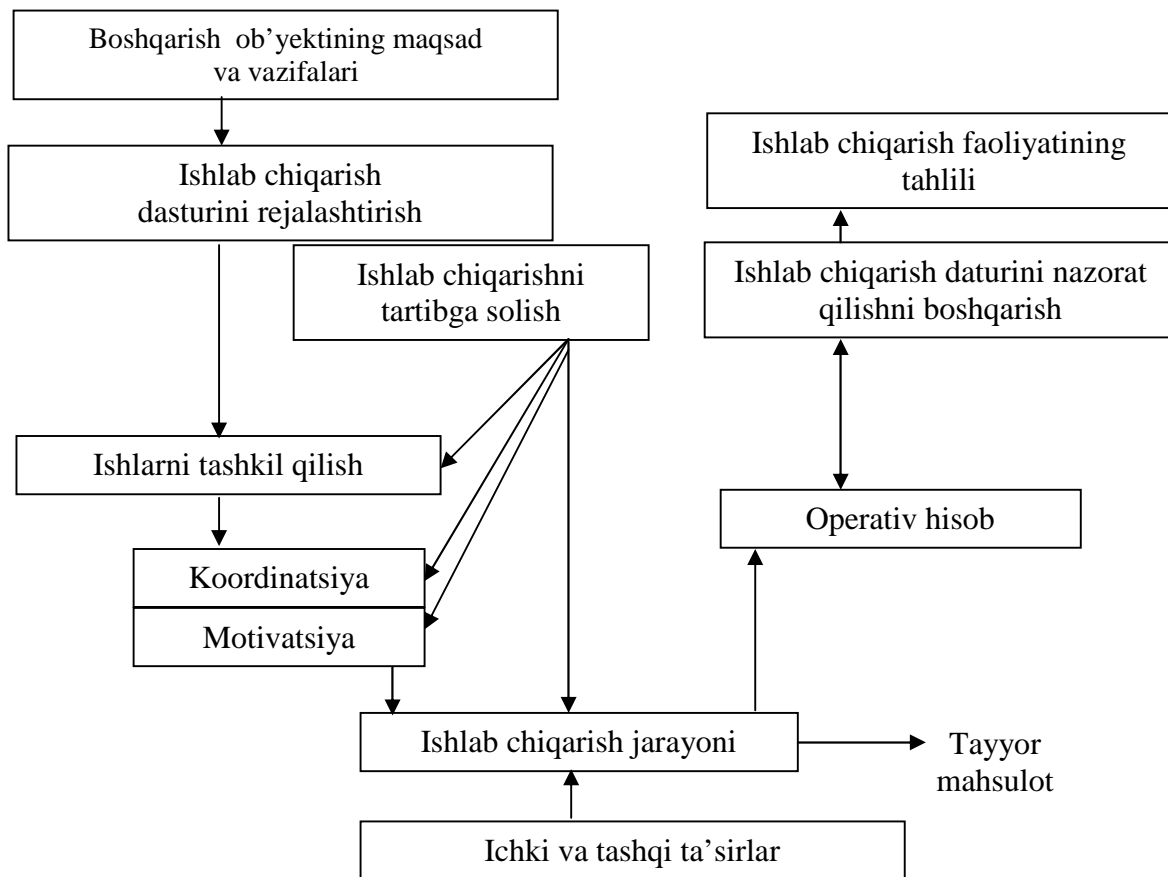 Boshqarish ob’yektining maqsad
va vazifalari
Ishlab chiqarish
dasturini rejalashtirish
Ishlab chiqarish faoliyatining
tahlili
Ishlab chiqarishni
tartibga solish
Ishlab chiqarish daturini nazorat
qilishni boshqarish
Ishlarni tashkil qilish
Operativ hisob
Koordinatsiya
Motivatsiya
Ishlab chiqarish jarayoni
Tayyor
mahsulot
Ichki va tashqi ta’sirlar